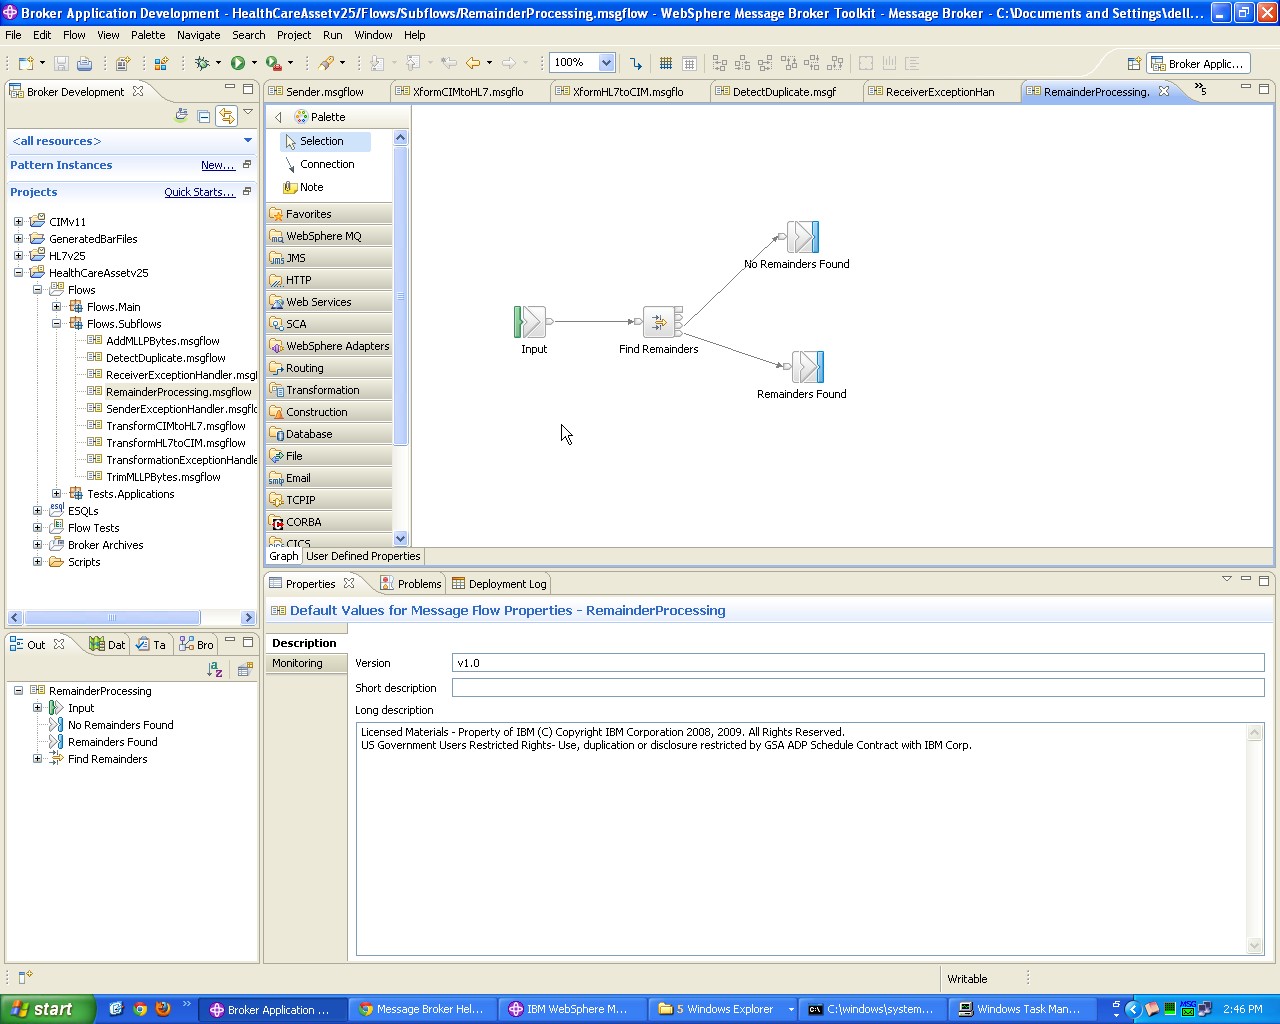 Broker Application Development - HealthCareAssetv25/Flows/Subflows/RemainderProcessing.msgflow - WebSphere Message Broker Toolkit - Message Broker - C:\Documents and Settings\dell...
File Edit Flow View Palette Navigate Search Project Run Window Help
100%
Broker Applic...
Broker Development
<all resources>
Pattern Instances New...
Projects Quick Starts...
CIMv11
GeneratedBarFiles
HL7v25
HealthCareAssetv25
Flows
Flows.Main
Flows.Subflows
AddMLLPBytes.msgflow
DetectDuplicate.msgflow
ReceiverExceptionHandler.msgfl
RemainderProcessing.msgflow
SenderExceptionHandler.msgflo
TransformCIMtoHL7.msgflow
TransformHL7toCIM.msgflow
TransformationExceptionHandle
TrimMLLPBytes.msgflow
Tests.Applications
ESQLs
Flow Tests
Broker Archives
Scripts
Out Dat Ta Bro
RemainderProcessing
Input
No Remainders Found
Remainders Found
Find Remainders
Sender.msgflow XformCIMtoHL7.msgflo XformHL7toCIM.msgflo DetectDuplicate.msgf ReceiverExceptionHan RemainderProcessing. »5
Palette
Selection
Connection
Note
Favorites
WebSphere MQ
JMS
HTTP
Web Services
SCA
WebSphere Adapters
Routing
Transformation
Construction
Database
File
Email
TCPIP
CORBA
CICS
No Remainders Found
Input
Find Remainders
Remainders Found
Graph User Defined Properties
Properties Problems Deployment Log
Default Values for Message Flow Properties - RemainderProcessing
Description
Monitoring
Version v1.0
Short description
Long description
Licensed Materials - Property of IBM (C) Copyright IBM Corporation 2008, 2009. All Rights Reserved.
US Government Users Restricted Rights- Use, duplication or disclosure restricted by GSA ADP Schedule Contract with IBM Corp.
Writable
start Broker Application ... Message Broker Hel... IBM WebSphere M... 5 Windows Explorer C:\windows\system... Windows Task Man... 5 2:46 PM